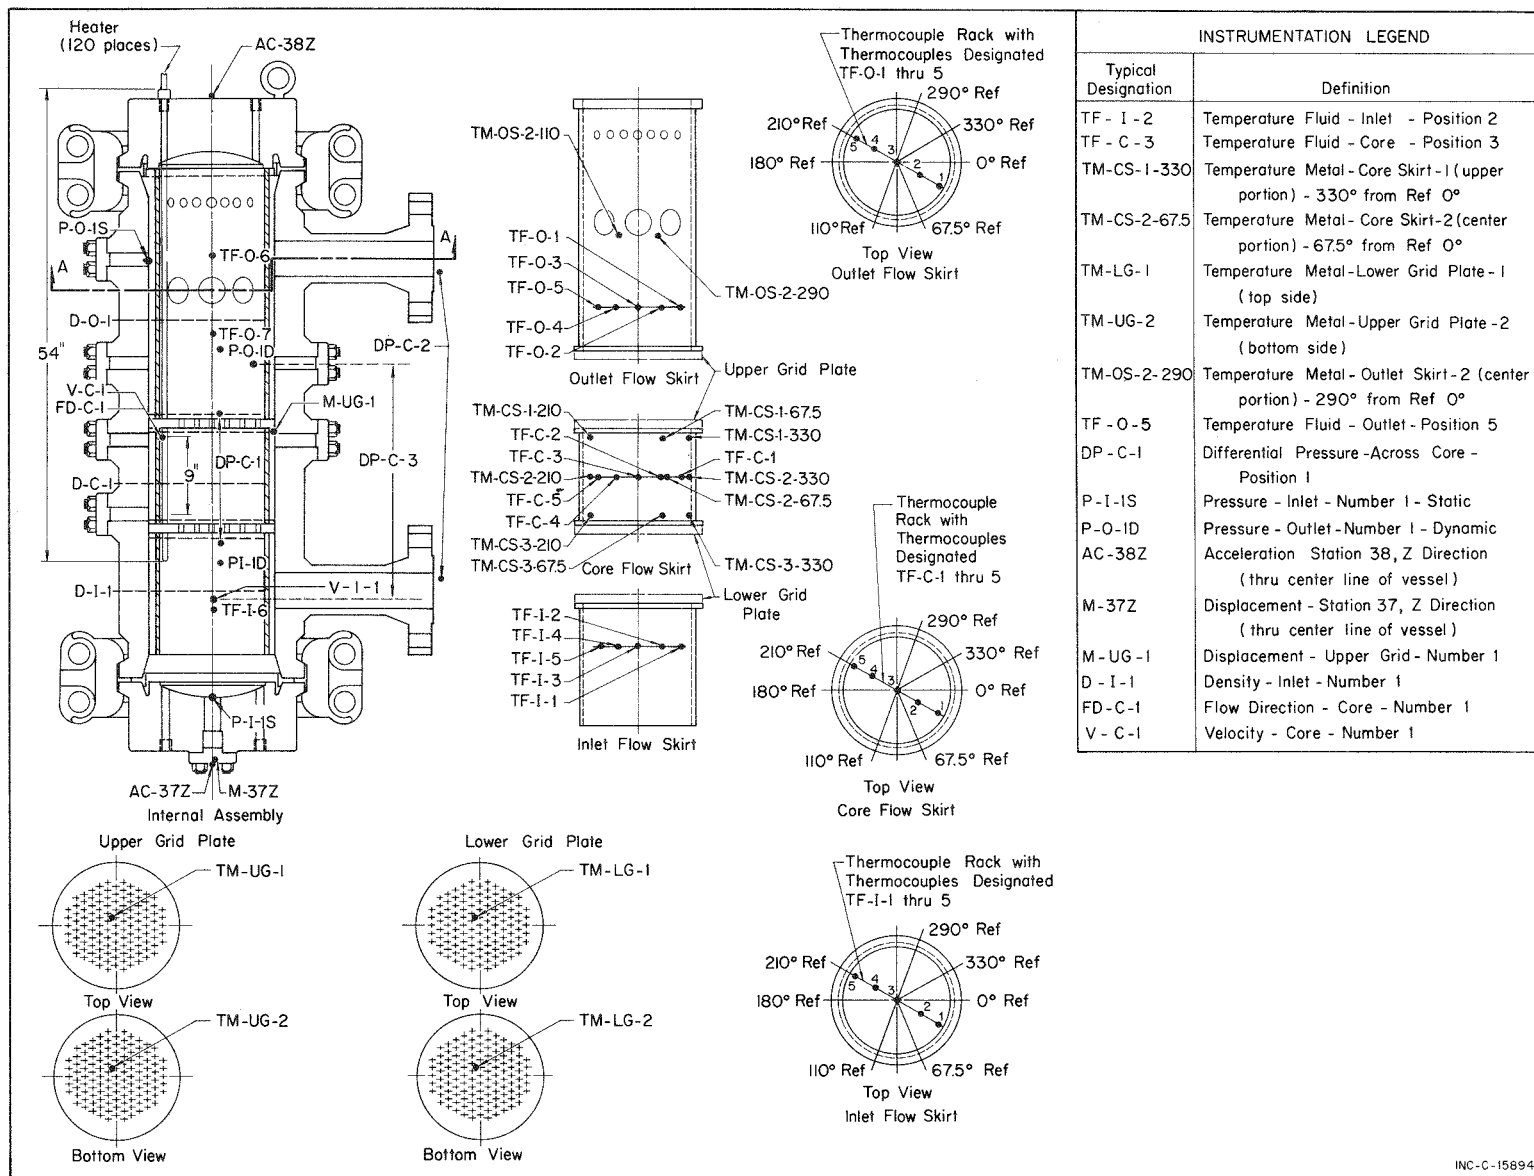 Heater
(120 places)
AC-38Z
P-O-1S
A
A
TF-O-6
D-O-1
TF-O-7
P-O-1D
54"
DP-C-2
V-C-1
FD-C-1
M-UG-1
DP-C-1
9"
DP-C-3
D-C-1
PI-1D
D-I-1
V-I-1
TF-I-6
P-I-1S
AC-37Z
M-37Z
Internal Assembly
TM-OS-2-110
TF-O-1
TF-O-3
TF-O-5
TM-OS-2-290
TF-O-4
TF-O-2
Outlet Flow Skirt
Upper Grid Plate
TM-CS-1-210
TM-CS-1-67.5
TF-C-2
TM-CS-1-330
TF-C-3
TF-C-1
TM-CS-2-210
TM-CS-2-330
TF-C-5
TM-CS-2-67.5
TF-C-4
TM-CS-3-210
TM-CS-3-67.5
Core Flow Skirt
TM-CS-3-330
Lower Grid
Plate
TF-I-2
TF-I-4
TF-I-5
TF-I-3
TF-I-1
Inlet Flow Skirt
Thermocouple Rack with
Thermocouples Designated
TF-O-1 thru 5
290° Ref
210° Ref
330° Ref
5 4 3 2 1
180° Ref
0° Ref
110° Ref
67.5° Ref
Top View
Outlet Flow Skirt
Thermocouple
Rack with
Thermocouples
Designated
TF-C-1 thru 5
290° Ref
210° Ref
330° Ref
5 4 3 2 1
180° Ref
0° Ref
110° Ref
67.5° Ref
Top View
Core Flow Skirt
Thermocouple Rack with
Thermocouples Designated
TF-I-1 thru 5
290° Ref
210° Ref
330° Ref
5 4 3 2 1
180° Ref
0° Ref
110° Ref
67.5° Ref
Top View
Inlet Flow Skirt
Upper Grid Plate
TM-UG-1
Top View
TM-UG-2
Bottom View
Lower Grid Plate
TM-LG-1
Top View
TM-LG-2
Bottom View
INSTRUMENTATION LEGEND
Typical
Designation
Definition
TF-I-2 Temperature Fluid - Inlet - Position 2
TF-C-3 Temperature Fluid - Core - Position 3
TM-CS-1-330 Temperature Metal-Core Skirt-1 (upper
portion) - 330° from Ref 0°
TM-CS-2-67.5 Temperature Metal-Core Skirt-2 (center
portion) - 67.5° from Ref 0°
TM-LG-1 Temperature Metal-Lower Grid Plate-1
(top side)
TM-UG-2 Temperature Metal-Upper Grid Plate-2
(bottom side)
TM-OS-2-290 Temperature Metal-Outlet Skirt-2 (center
portion) - 290° from Ref 0°
TF-O-5 Temperature Fluid-Outlet-Position 5
DP-C-1 Differential Pressure-Across Core -
Position 1
P-I-1S Pressure - Inlet - Number 1 - Static
P-O-1D Pressure - Outlet - Number 1 - Dynamic
AC-38Z Acceleration Station 38, Z Direction
(thru center line of vessel)
M-37Z Displacement - Station 37, Z Direction
(thru center line of vessel)
M-UG-1 Displacement - Upper Grid - Number 1
D-I-1 Density - Inlet - Number 1
FD-C-1 Flow Direction - Core - Number 1
V-C-1 Velocity - Core - Number 1
INC-C-15894